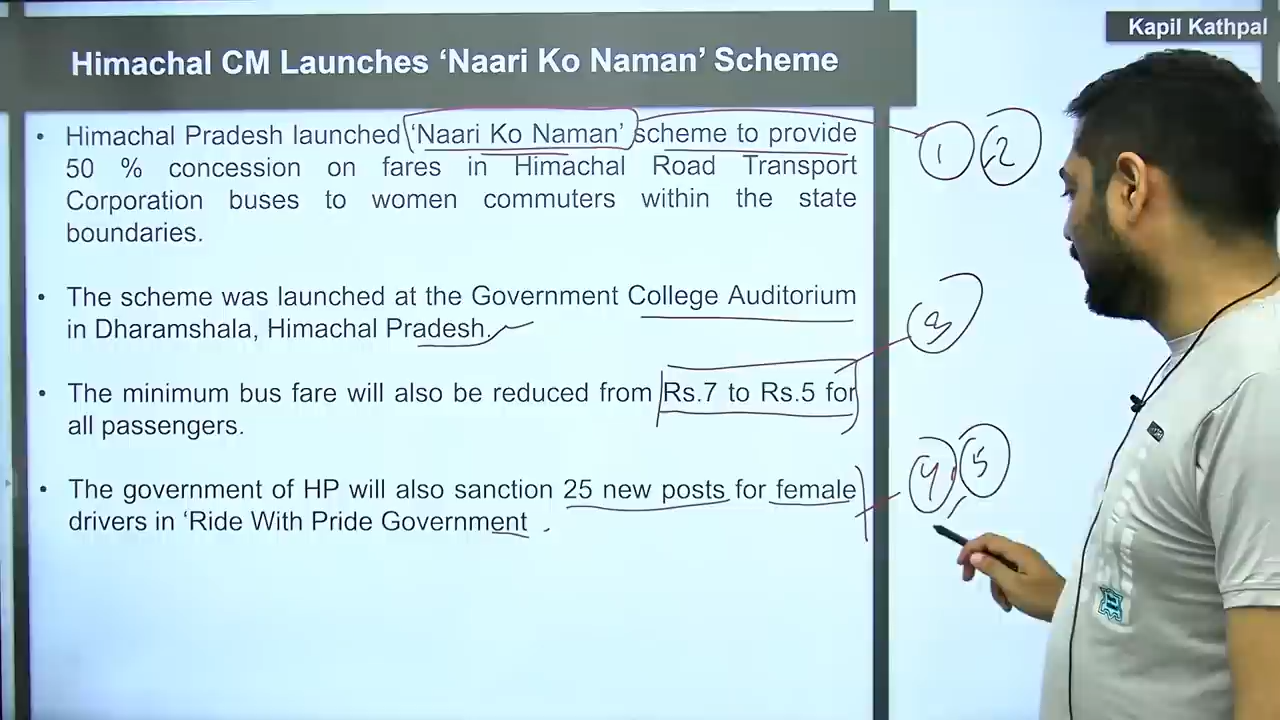 Kapil Kathpal
Himachal CM Launches ‘Naari Ko Naman’ Scheme
• Himachal Pradesh launched ‘Naari Ko Naman’ scheme to provide
50 % concession on fares in Himachal Road Transport
Corporation buses to women commuters within the state
boundaries.
1 2
• The scheme was launched at the Government College Auditorium
in Dharamshala, Himachal Pradesh.
3
• The minimum bus fare will also be reduced from Rs.7 to Rs.5 for
all passengers.
• The government of HP will also sanction 25 new posts for female
drivers in ‘Ride With Pride Government
4 5